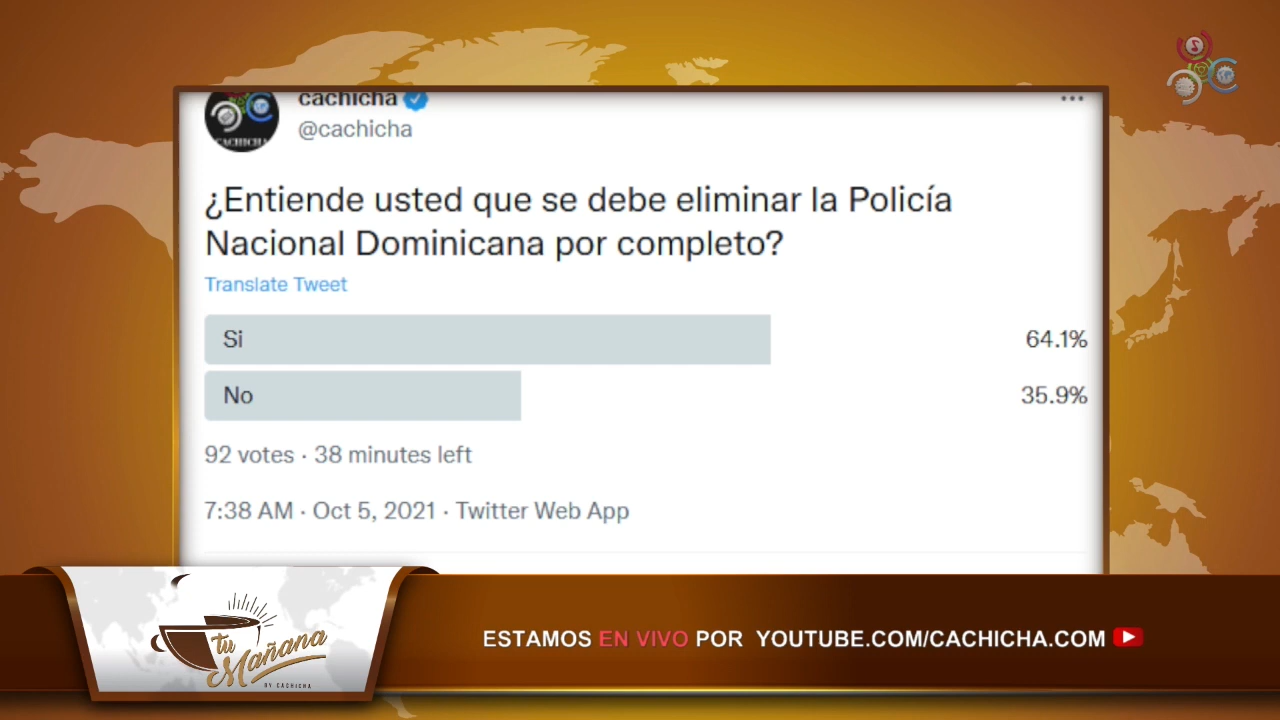 cachicha
@cachicha
CACHICHA
¿Entiende usted que se debe eliminar la Policía
Nacional Dominicana por completo?
Translate Tweet
Si 64.1%
No 35.9%
92 votes · 38 minutes left
7:38 AM · Oct 5, 2021 · Twitter Web App
tu
Mañana
BY CACHICHA
ESTAMOS EN VIVO POR YOUTUBE.COM/CACHICHA.COM